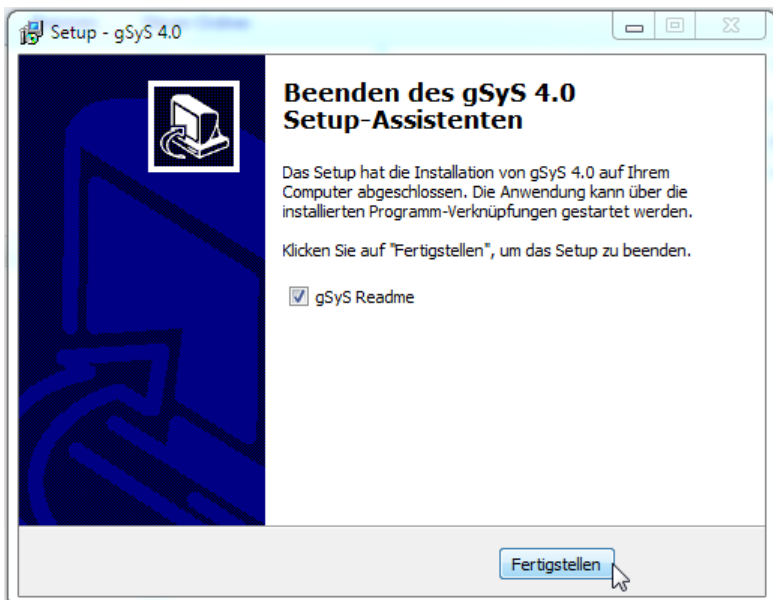 Setup - gSyS 4.0
Beenden des gSyS 4.0
Setup-Assistenten
Das Setup hat die Installation von gSyS 4.0 auf Ihrem
Computer abgeschlossen. Die Anwendung kann über die
installierten Programm-Verknüpfungen gestartet werden.
Klicken Sie auf "Fertigstellen", um das Setup zu beenden.
gSyS Readme
Fertigstellen